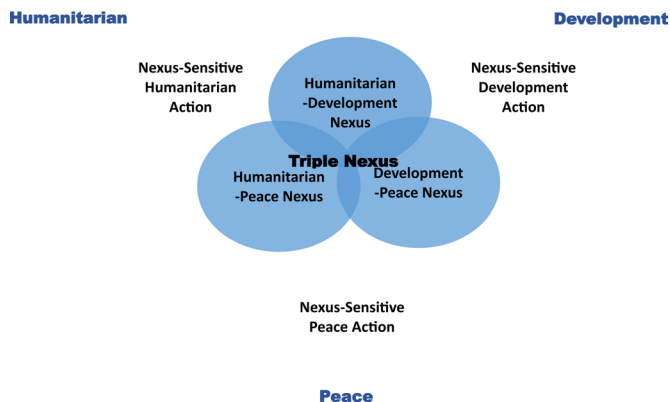 Humanitarian
Development
Nexus-Sensitive
Humanitarian
Action
Nexus-Sensitive
Development
Action
Humanitarian
-Development
Nexus
Triple Nexus
Humanitarian
-Peace Nexus
Development
-Peace Nexus
Nexus-Sensitive
Peace Action
Peace